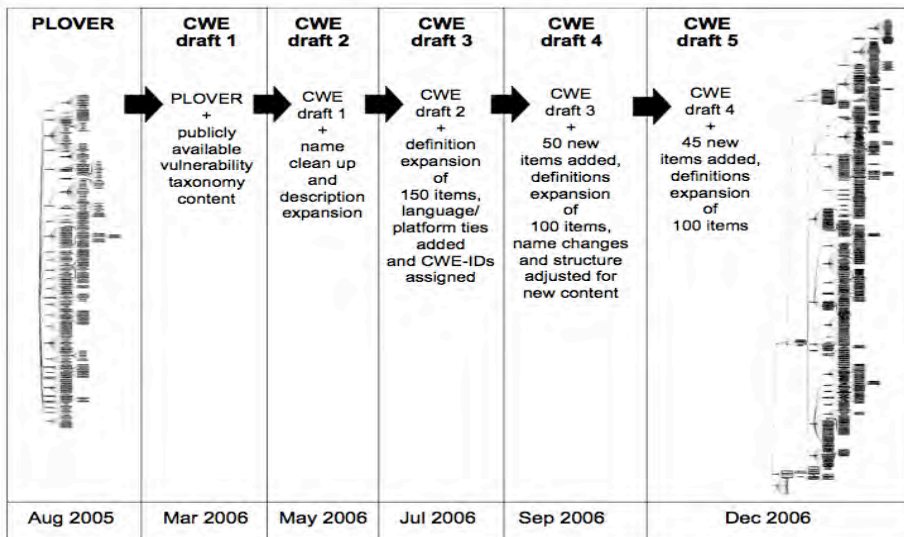 PLOVER
CWE
draft 1
CWE
draft 2
CWE
draft 3
CWE
draft 4
CWE
draft 5
PLOVER
+
publicly
available
vulnerability
taxonomy
content
CWE
draft 1
+
name
clean up
and
description
expansion
CWE
draft 2
+
definition
expansion
of
150 items,
language/
platform ties
added
and CWE-IDs
assigned
CWE
draft 3
+
50 new
items added,
definitions
expansion
of
100 items,
name changes
and structure
adjusted for
new content
CWE
draft 4
+
45 new
items added,
definitions
expansion
of
100 items
Aug 2005
Mar 2006
May 2006
Jul 2006
Sep 2006
Dec 2006